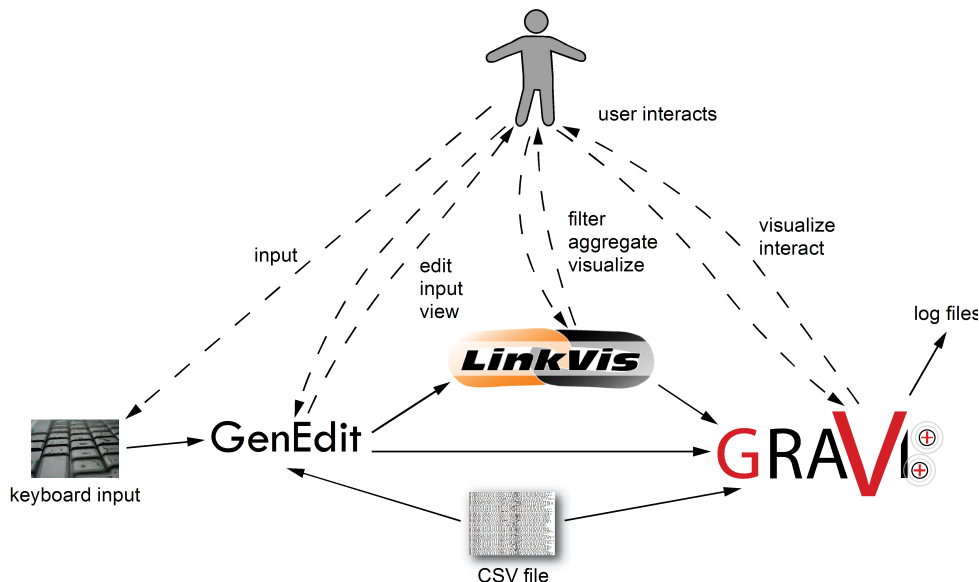 user interacts
input
edit
input
view
filter
aggregate
visualize
visualize
interact
log files
LinkVis
GenEdit
GRAVI
keyboard input
CSV file